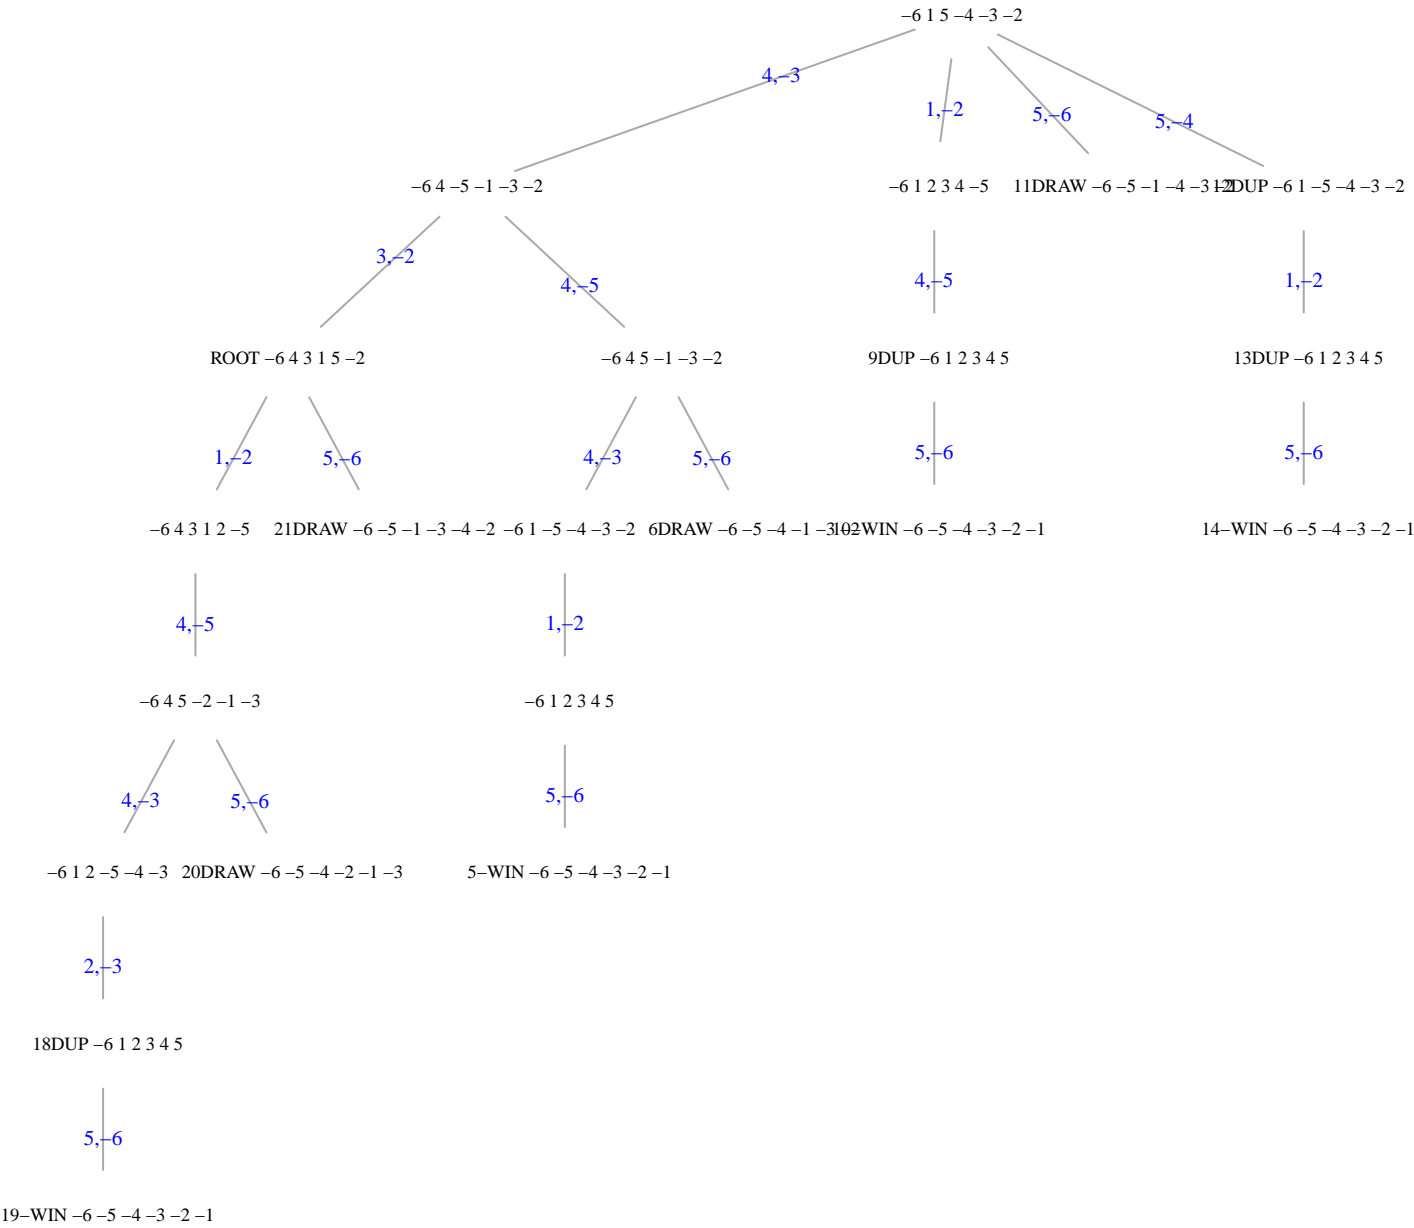 −6 1 5 −4 −3 −2
4,−3
1,−2
5,−6
5,−4
−6 4 −5 −1 −3 −2
−6 1 2 3 4 −5
11DRAW −6 −5 −1 −4 −3 −2
12DUP −6 1 −5 −4 −3 −2
3,−2
4,−5
4,−5
1,−2
ROOT −6 4 3 1 5 −2
−6 4 5 −1 −3 −2
9DUP −6 1 2 3 4 5
13DUP −6 1 2 3 4 5
1,−2
5,−6
4,−3
5,−6
5,−6
5,−6
−6 4 3 1 2 −5
21DRAW −6 −5 −1 −3 −4 −2
−6 1 −5 −4 −3 −2
6DRAW −6 −5 −4 −1 −3 −2
10−WIN −6 −5 −4 −3 −2 −1
14−WIN −6 −5 −4 −3 −2 −1
4,−5
1,−2
−6 4 5 −2 −1 −3
−6 1 2 3 4 5
4,−3
5,−6
5,−6
−6 1 2 −5 −4 −3
20DRAW −6 −5 −4 −2 −1 −3
5−WIN −6 −5 −4 −3 −2 −1
2,−3
18DUP −6 1 2 3 4 5
5,−6
19−WIN −6 −5 −4 −3 −2 −1